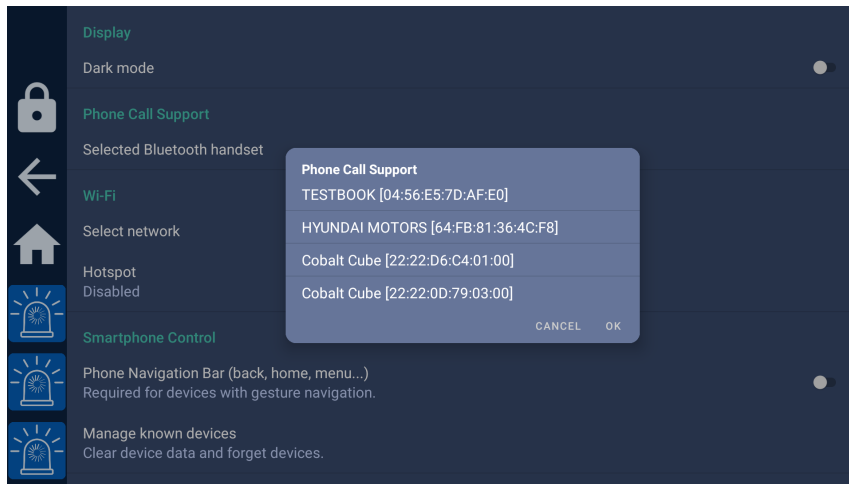 Display
Dark mode
Phone Call Support
Selected Bluetooth handset
Wi-Fi
Select network
Hotspot
Disabled
Smartphone Control
Phone Navigation Bar (back, home, menu...)
Required for devices with gesture navigation.
Manage known devices
Clear device data and forget devices.
Phone Call Support
TESTBOOK [04:56:E5:7D:AF:E0]
HYUNDAI MOTORS [64:FB:81:36:4C:F8]
Cobalt Cube [22:22:D6:C4:01:00]
Cobalt Cube [22:22:0D:79:03:00]
CANCEL OK